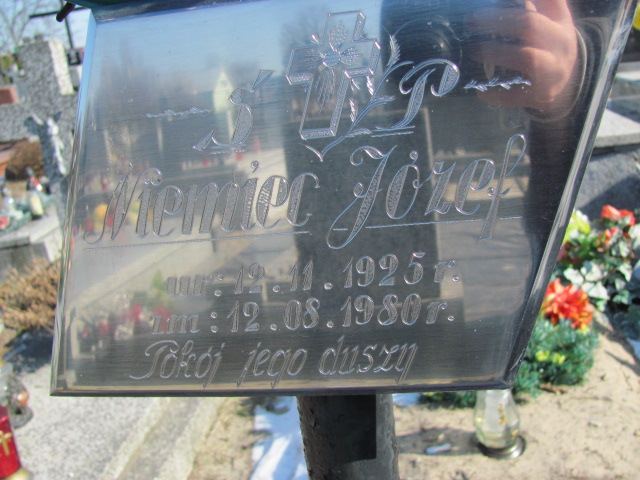 Ś P
Niemiec Józef
ur: 12.11.1925 r.
zm: 12.08.1980 r.
Pokój jego duszy